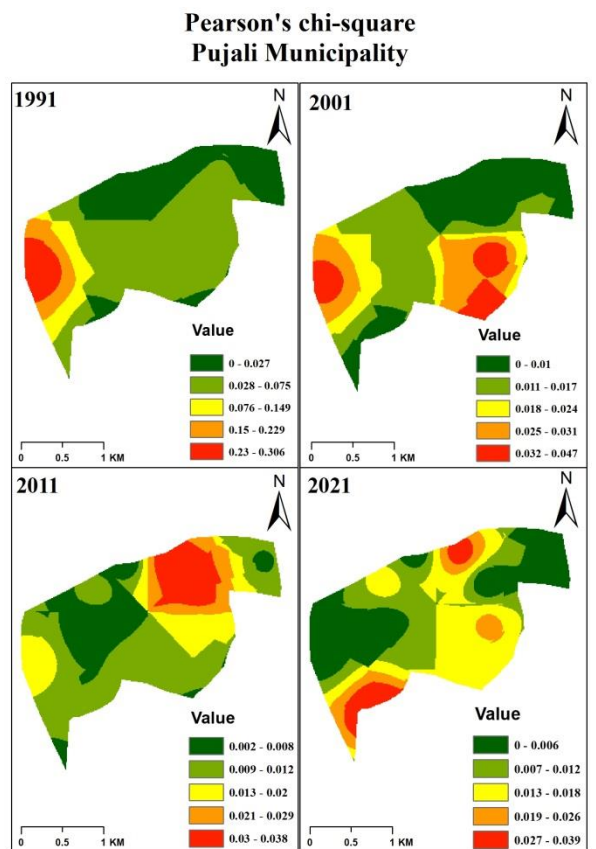 Pearson's chi-square
Pujali Municipality
1991
N
Value
0 - 0.027
0.028 - 0.075
0.076 - 0.149
0.15 - 0.229
0.23 - 0.306
0 0.5 1 KM
2001
N
Value
0 - 0.01
0.011 - 0.017
0.018 - 0.024
0.025 - 0.031
0.032 - 0.047
0 0.5 1 KM
2011
N
Value
0.002 - 0.008
0.009 - 0.012
0.013 - 0.02
0.021 - 0.029
0.03 - 0.038
0 0.5 1 KM
2021
N
Value
0 - 0.006
0.007 - 0.012
0.013 - 0.018
0.019 - 0.026
0.027 - 0.039
0 0.5 1 KM